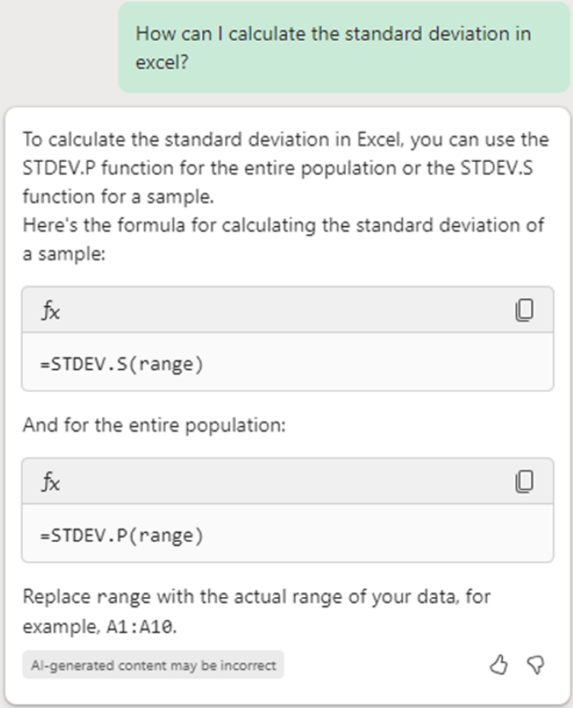 How can I calculate the standard deviation in
excel?
To calculate the standard deviation in Excel, you can use the
STDEV.P function for the entire population or the STDEV.S
function for a sample.
Here's the formula for calculating the standard deviation of
a sample:
fx
=STDEV.S(range)
And for the entire population:
fx
=STDEV.P(range)
Replace range with the actual range of your data, for
example, A1:A10.
AI-generated content may be incorrect